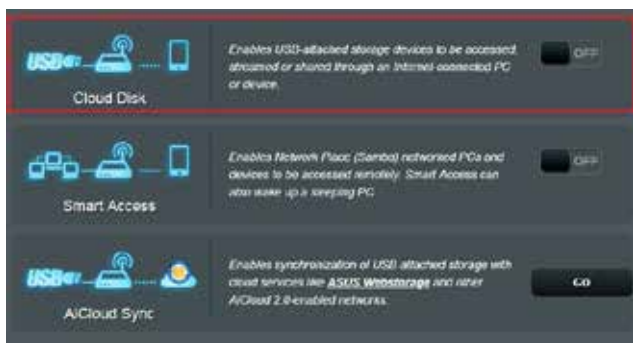 Enables USB-attached storage devices to be accessed,
streamed or shared through an Internet-connected PC
or device.
USB
OFF
Cloud Disk
Enables Network Place (Samba) networked PCs and
devices to be accessed remotely. Smart Access can
also wake up a sleeping PC.
OFF
Smart Access
Enables synchronization of USB attached storage with
cloud services like ASUS Webstorage and other
AiCloud 2.0-enabled networks.
USB
GO
AiCloud Sync